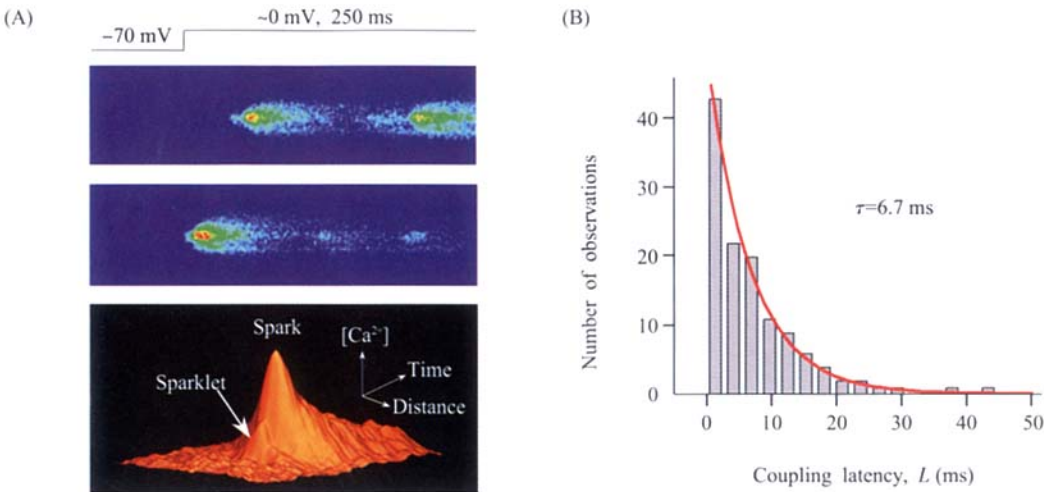 (A)
~0 mV, 250 ms
−70 mV
Spark
[Ca²⁺]
Time
Sparklet
Distance
(B)
40
30
20
10
0
Number of observations
τ=6.7 ms
0 10 20 30 40 50
Coupling latency, L (ms)